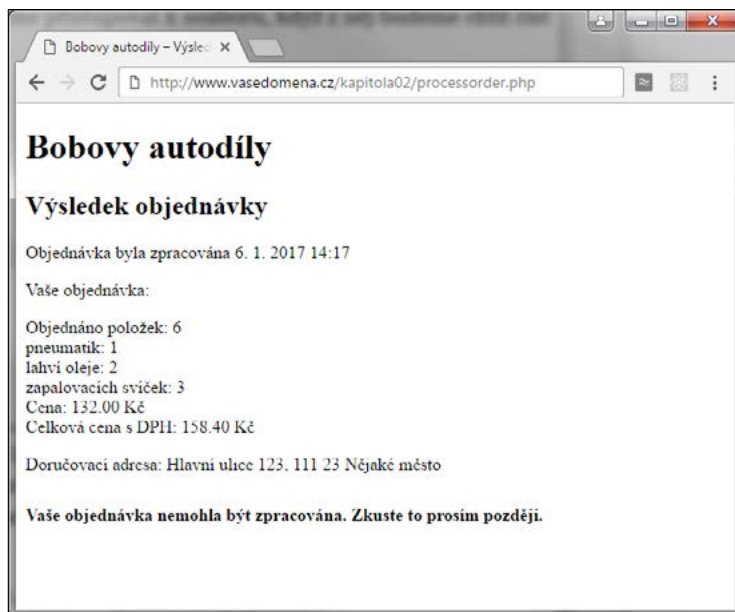 Bobovy autodíly – Výsled
http://www.vasedomena.cz/kapitola02/processorder.php
Bobovy autodíly
Výsledek objednávky
Objednávka byla zpracována 6. 1. 2017 14:17
Vaše objednávka:
Objednáno položek: 6
pneumatik: 1
lahví oleje: 2
zapalovacích svíček: 3
Cena: 132.00 Kč
Celková cena s DPH: 158.40 Kč
Doručovací adresa: Hlavní ulice 123, 111 23 Nějaké město
Vaše objednávka nemohla být zpracována. Zkuste to prosím později.